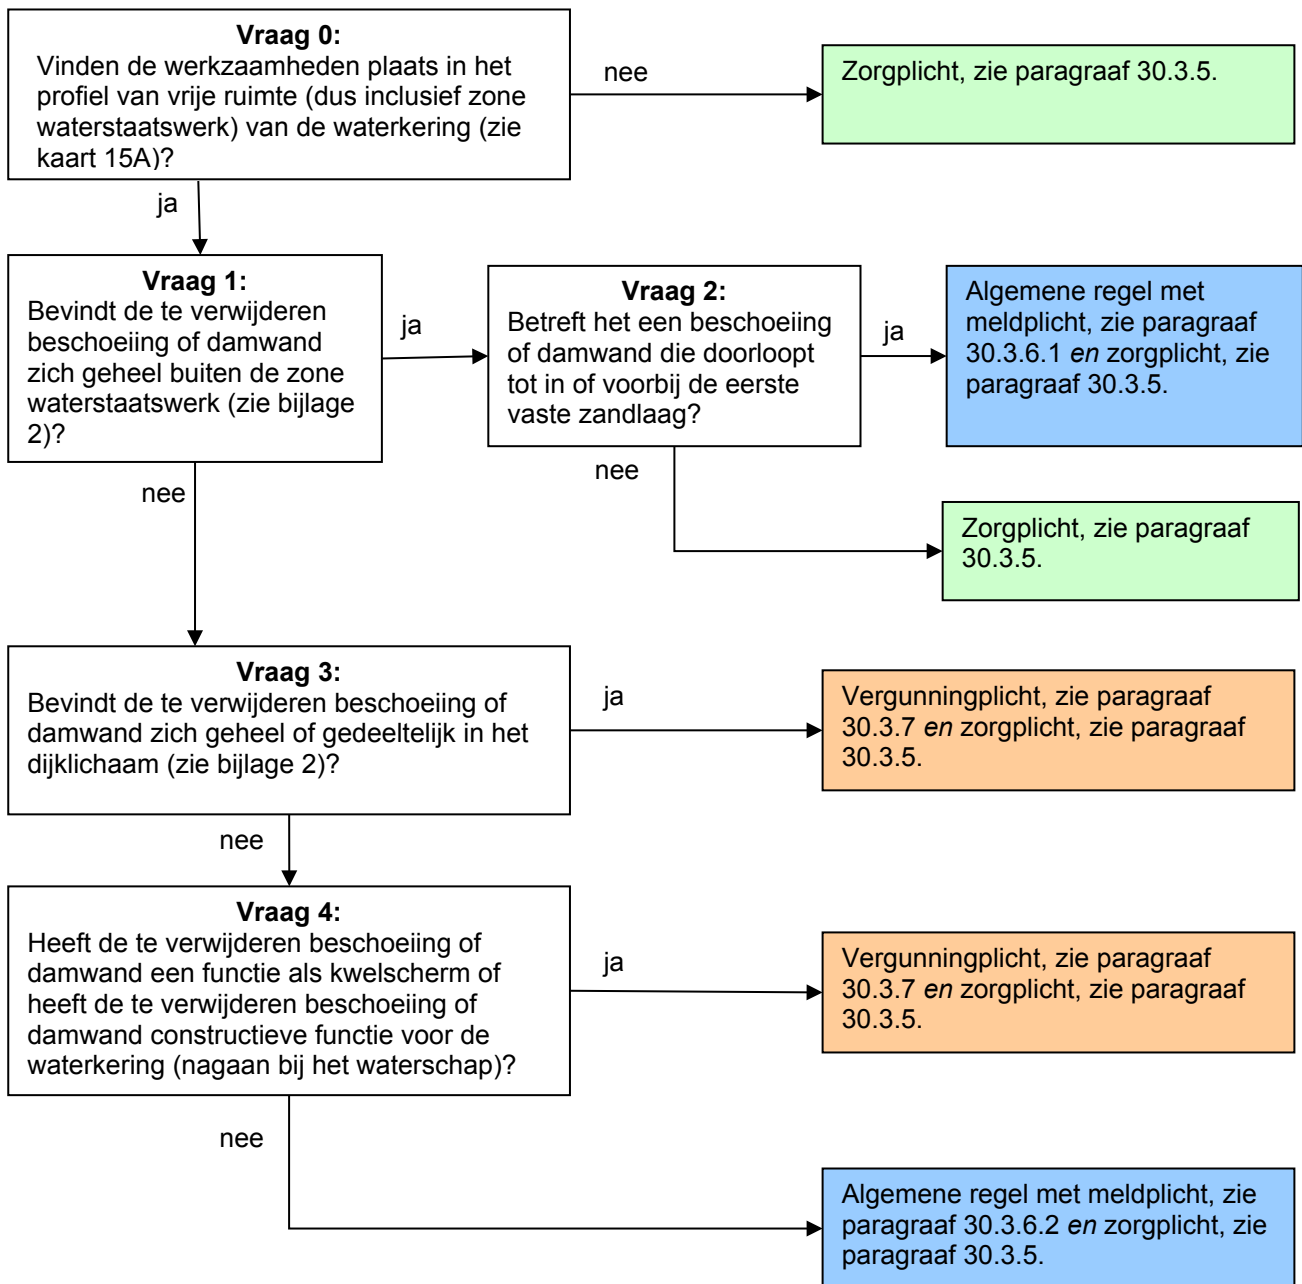 Vraag 0:
Vinden de werkzaamheden plaats in het
profiel van vrije ruimte (dus inclusief zone
waterstaatswerk) van de waterkering (zie
kaart 15A)?
nee
Zorgplicht, zie paragraaf 30.3.5.
ja
Vraag 1:
Bevindt de te verwijderen
beschoeiing of damwand
zich geheel buiten de zone
waterstaatswerk (zie bijlage
2)?
ja
Vraag 2:
Betreft het een beschoeiing
of damwand die doorloopt
tot in of voorbij de eerste
vaste zandlaag?
ja
Algemene regel met
meldplicht, zie paragraaf
30.3.6.1 en zorgplicht, zie
paragraaf 30.3.5.
nee
nee
Zorgplicht, zie paragraaf
30.3.5.
Vraag 3:
Bevindt de te verwijderen beschoeiing of
damwand zich geheel of gedeeltelijk in het
dijklichaam (zie bijlage 2)?
ja
Vergunningplicht, zie paragraaf
30.3.7 en zorgplicht, zie paragraaf
30.3.5.
nee
Vraag 4:
Heeft de te verwijderen beschoeiing of
damwand een functie als kwelscherm of
heeft de te verwijderen beschoeiing of
damwand constructieve functie voor de
waterkering (nagaan bij het waterschap)?
ja
Vergunningplicht, zie paragraaf
30.3.7 en zorgplicht, zie paragraaf
30.3.5.
nee
Algemene regel met meldplicht, zie
paragraaf 30.3.6.2 en zorgplicht, zie
paragraaf 30.3.5.